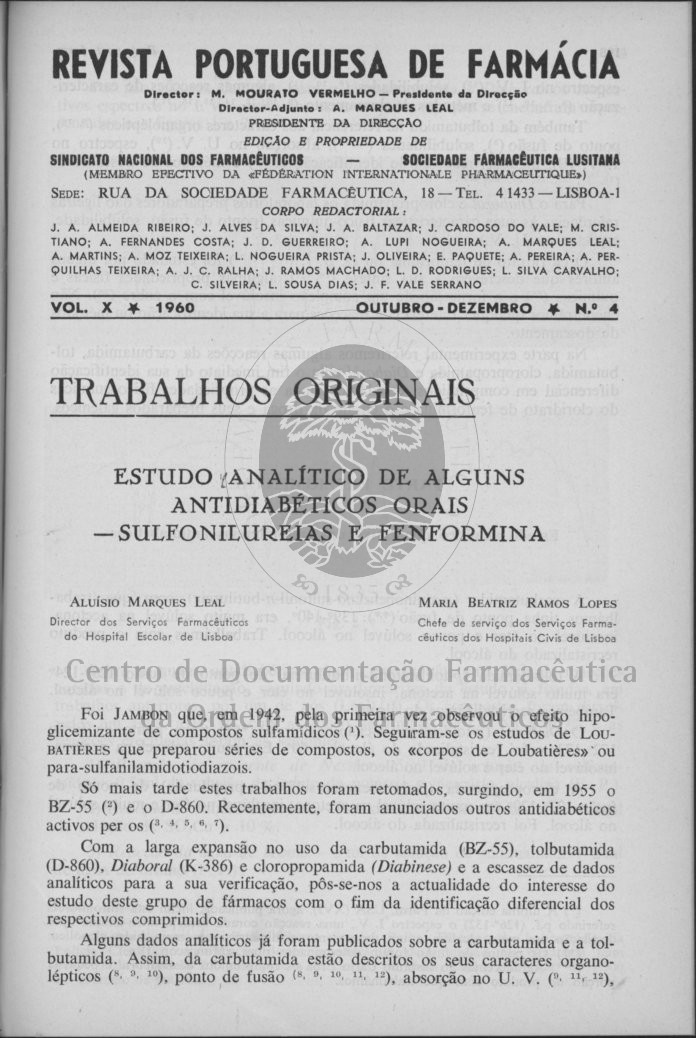 REVISTA PORTUGUESA DE FARMÁCIA
Director: M. MOURATO VERMELHO — Presidente da Direcção
Director-Adjunto: A. MARQUES LEAL
PRESIDENTE DA DIRECÇÃO
EDIÇÃO E PROPRIEDADE DE
SINDICATO NACIONAL DOS FARMACÊUTICOS — SOCIEDADE FARMACÊUTICA LUSITANA
(MEMBRO EFECTIVO DA «FÉDÉRATION INTERNATIONALE PHARMACEUTIQUE»)
SEDE: RUA DA SOCIEDADE FARMACÊUTICA, 18 — TEL. 4 1433 — LISBOA-1
CORPO REDACTORIAL:
J. A. ALMEIDA RIBEIRO; J. ALVES DA SILVA; J. A. BALTAZAR; J. CARDOSO DO VALE; M. CRIS-
TIANO; A. FERNANDES COSTA; J. D. GUERREIRO; A. LUPI NOGUEIRA; A. MARQUES LEAL;
A. MARTINS; A. MOZ TEIXEIRA; L. NOGUEIRA PRISTA; J. OLIVEIRA; E. PAQUETE; A. PEREIRA; A. PER-
QUILHAS TEIXEIRA; A. J. C. RALHA; J. RAMOS MACHADO; L. D. RODRIGUES; L. SILVA CARVALHO;
C. SILVEIRA; L. SOUSA DIAS; J. F. VALE SERRANO
VOL. X ★ 1960 OUTUBRO - DEZEMBRO ★ N.º 4
TRABALHOS ORIGINAIS
ESTUDO ANALÍTICO DE ALGUNS
ANTIDIABÉTICOS ORAIS
— SULFONILUREIAS E FENFORMINA
1835
ALUÍSIO MARQUES LEAL
Director dos Serviços Farmacêuticos
do Hospital Escolar de Lisboa
MARIA BEATRIZ RAMOS LOPES
Chefe de serviço dos Serviços Farma-
cêuticos dos Hospitais Civis de Lisboa
Centro de Documentação Farmacêutica
da Ordem dos Farmacêuticos
Foi JAMBON que, em 1942, pela primeira vez observou o efeito hipo-
glicemizante de compostos sulfamídicos (¹). Seguiram-se os estudos de LOU-
BATIÈRES que preparou séries de compostos, os «corpos de Loubatières» ou
para-sulfanilamidotiodiazois.
Só mais tarde estes trabalhos foram retomados, surgindo, em 1955 o
BZ-55 (²) e o D-860. Recentemente, foram anunciados outros antidiabéticos
activos per os (³, ⁴, ⁵, ⁶, ⁷).
Com a larga expansão no uso da carbutamida (BZ-55), tolbutamida
(D-860), Diaboral (K-386) e cloropropamida (Diabinese) e a escassez de dados
analíticos para a sua verificação, pôs-se-nos a actualidade do interesse do
estudo deste grupo de fármacos com o fim da identificação diferencial dos
respectivos comprimidos.
Alguns dados analíticos já foram publicados sobre a carbutamida e a tol-
butamida. Assim, da carbutamida estão descritos os seus caracteres organo-
lépticos (⁸, ⁹, ¹⁰), ponto de fusão (⁸, ⁹, ¹⁰, ¹¹, ¹²), absorção no U. V. (⁹, ¹¹, ¹²),